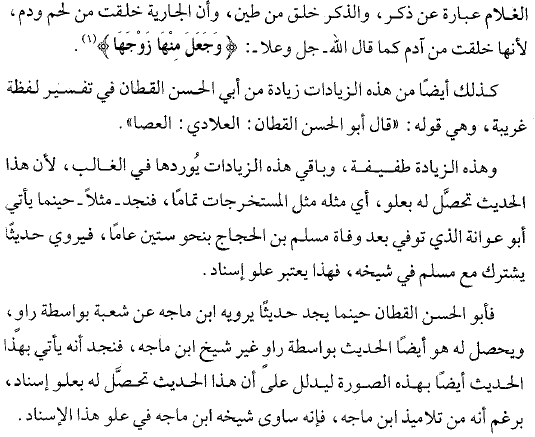 الغلام عبارة عن ذكر، والذكر خلق من طين، وأن الجارية خلقت من لحم ودم،
لأنها خلقت من آدم كما قال الله ـ جل وعلا ـ: ﴿ وَجَعَلَ مِنْهَا زَوْجَهَا ﴾(١).
كذلك أيضًا من هذه الزيادات زيادة من أبي الحسن القطان في تفسير لفظة
غريبة، وهي قوله: «قال أبو الحسن القطان: العلادي: العصا».
وهذه الزيادة طفيفة، وباقي هذه الزيادات يُوردها في الغالب، لأن هذا
الحديث تحصَّل له بعلو، أي مثله مثل المستخرجات تمامًا، فنجد ـ مثلاً ـ حينما يأتي
أبو عوانة الذي توفي بعد وفاة مسلم بن الحجاج بنحو ستين عامًا، فيروي حديثًا
يشترك مع مسلم في شيخه، فهذا يعتبر علو إسناد.
فأبو الحسن القطان حينما يجد حديثًا يرويه ابن ماجه عن شعبة بواسطة راوٍ،
ويحصل له هو أيضًا الحديث بواسطة راو غير شيخ ابن ماجه، فنجد أنه يأتي بهذا
الحديث أيضًا بهذه الصورة ليدلل على أن هذا الحديث تحصَّل له بعلو إسناد،
برغم أنه من تلاميذ ابن ماجه، فإنه ساوى شيخه ابن ماجه في علو هذا الإسناد.